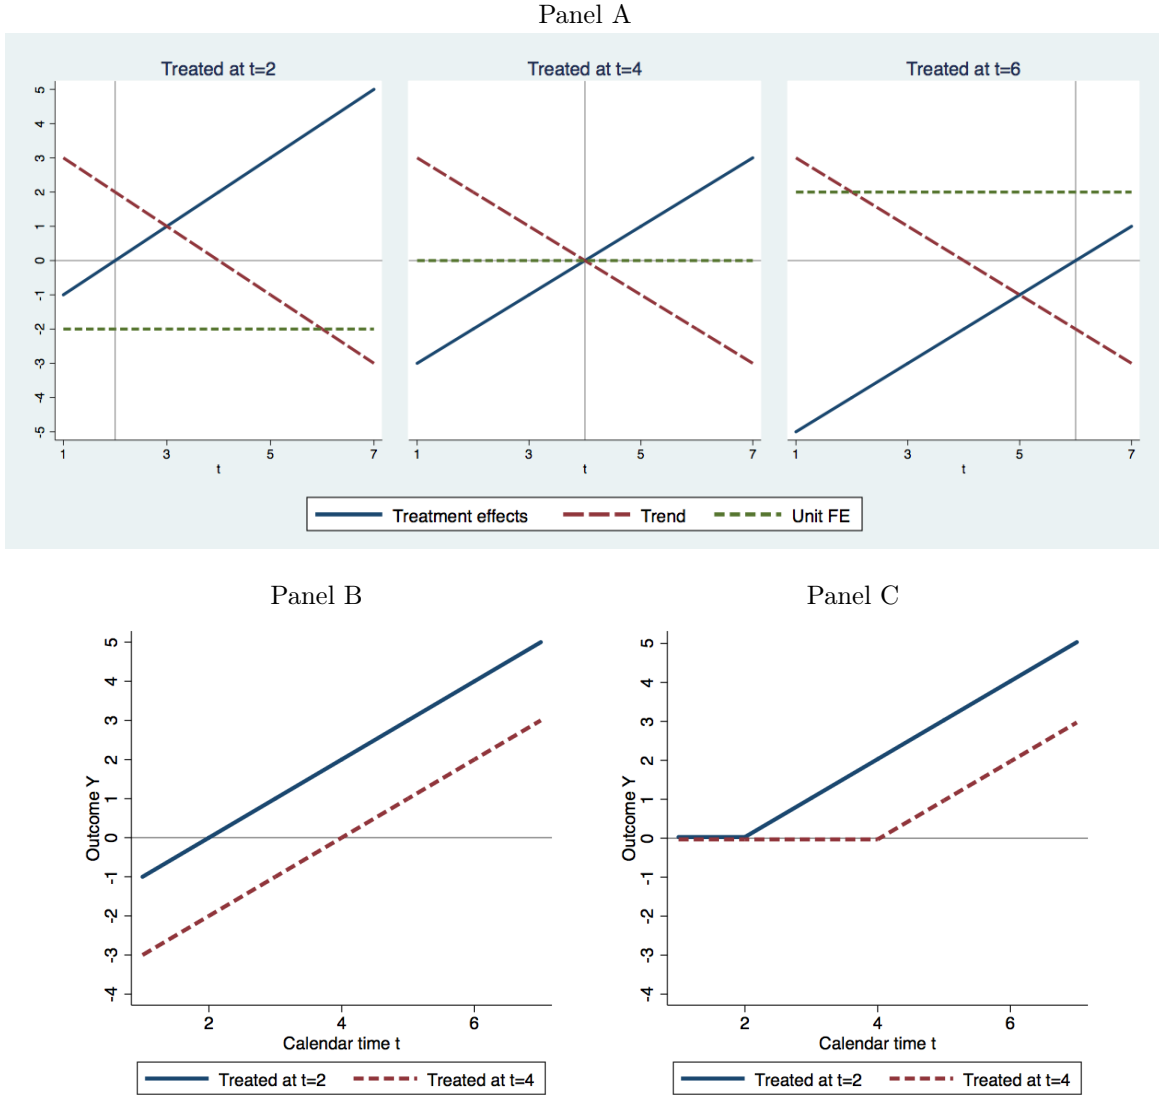 Panel A
Treated at t=2
Treated at t=4
Treated at t=6
5
4
3
2
1
0
-1
-2
-3
-4
-5
1 3 5 7
1 3 5 7
1 3 5 7
t
t
t
Treatment effects Trend Unit FE
Panel B
5
4
3
2
1
0
-1
-2
-3
-4
Outcome Y
2 4 6
Calendar time t
Treated at t=2 Treated at t=4
Panel C
5
4
3
2
1
0
-1
-2
-3
-4
Outcome Y
2 4 6
Calendar time t
Treated at t=2 Treated at t=4